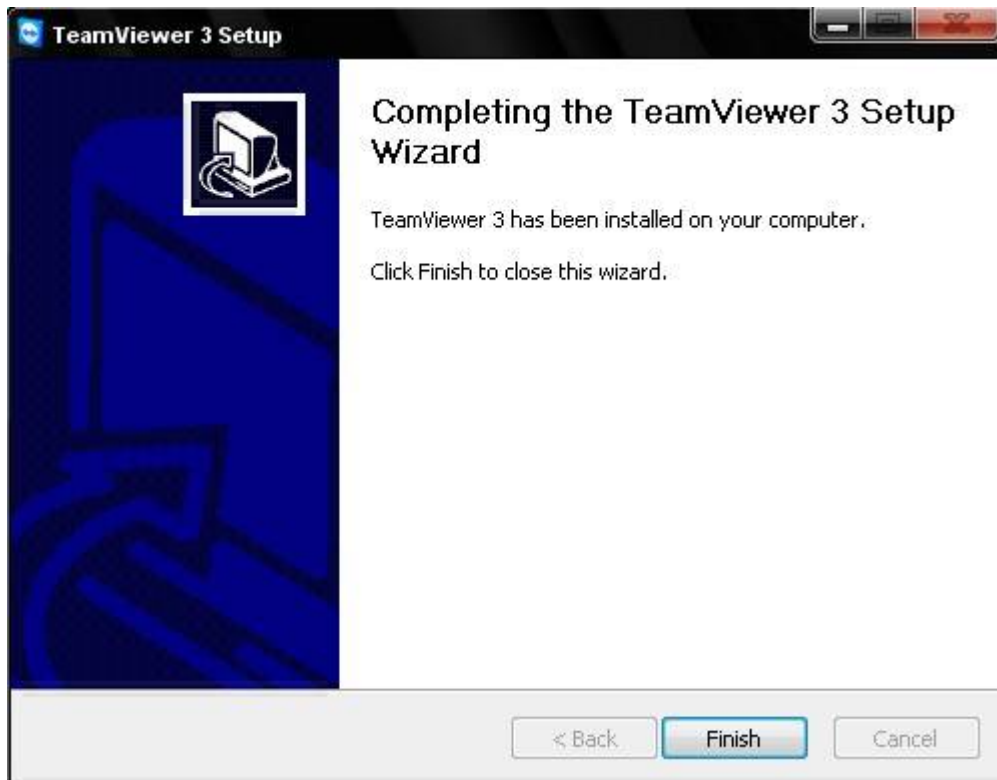 TeamViewer 3 Setup
Completing the TeamViewer 3 Setup
Wizard
TeamViewer 3 has been installed on your computer.
Click Finish to close this wizard.
< Back Finish Cancel